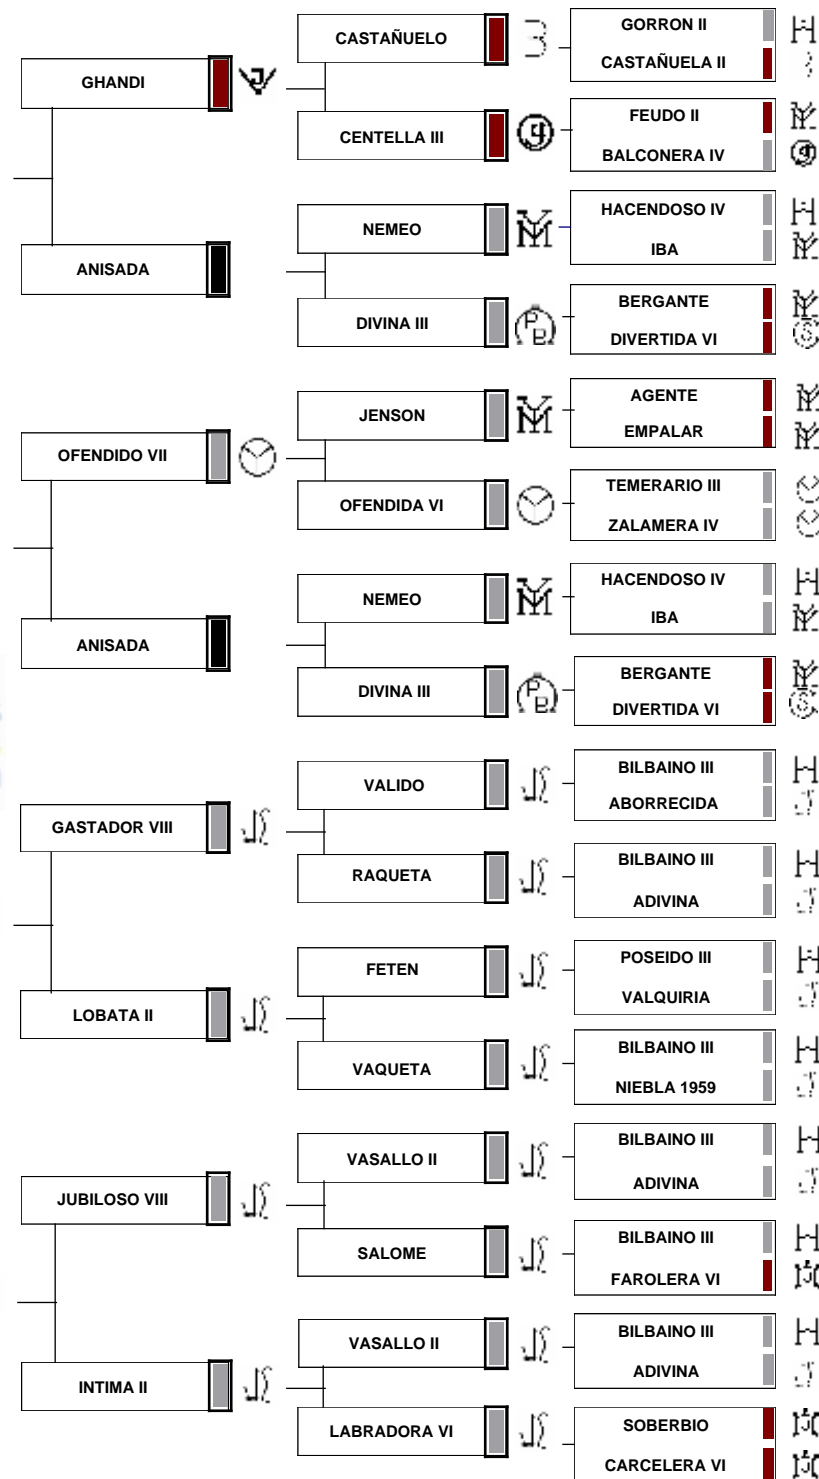 GHANDI
ANISADA
OFENDIDO VII
ANISADA
GASTADOR VIII
LOBATA II
JUBILOSO VIII
INTIMA II
CASTAÑUELO
CENTELLA III
NEMEO
DIVINA III
JENSON
OFENDIDA VI
NEMEO
DIVINA III
VALIDO
RAQUETA
FETEN
VAQUETA
VASALLO II
SALOME
VASALLO II
LABRADORA VI
GORRON II
CASTAÑUELA II
FEUDO II
BALCONERA IV
HACENDOSO IV
IBA
BERGANTE
DIVERTIDA VI
AGENTE
EMPALAR
TEMERARIO III
ZALAMERA IV
HACENDOSO IV
IBA
BERGANTE
DIVERTIDA VI
BILBAINO III
ABORRECIDA
BILBAINO III
ADIVINA
POSEIDO III
VALQUIRIA
BILBAINO III
NIEBLA 1959
BILBAINO III
ADIVINA
BILBAINO III
FAROLERA VI
BILBAINO III
ADIVINA
SOBERBIO
CARCELERA VI